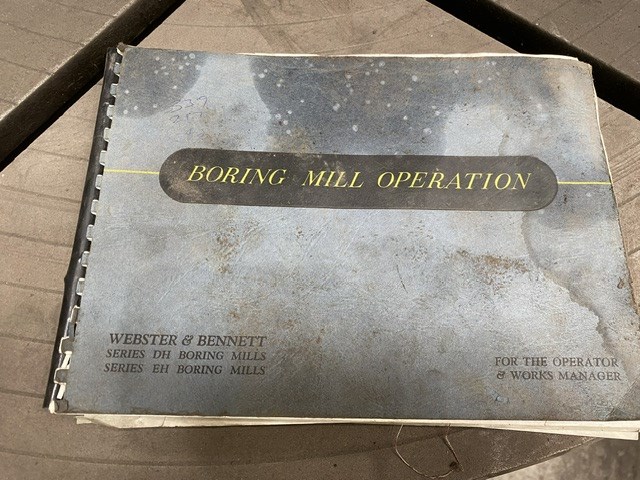 BORING MILL OPERATION
WEBSTER & BENNETT
SERIES DH BORING MILLS
SERIES EH BORING MILLS
FOR THE OPERATOR
& WORKS MANAGER